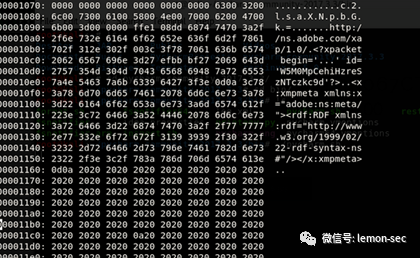 00001070: 0000 0000 0000 0000 0000 0000 6300 3200 ............c.2.
00001080: 6c00 7300 6100 5800 4e00 7000 6200 4700 l.s.a.X.N.p.b.G.
00001090: 6b00 3d00 0000 ffe1 6874 7470 3a2f k.=.......http:/
000010a0: 2f6e 732e 6164 6f62 652e 636f 6d2f 7861 /ns.adobe.com/xa
000010b0: 702f 312e 302f 003c 3f78 7061 636b 6574 p/1.0/.<?xpacket
000010c0: 2062 6567 696e 3d27 efbb bf27 2069 643d begin='...' id=
000010d0: 2757 354d 304d 7043 6568 6948 7a72 6553 'W5M0MpCehiHzreS
000010e0: 7a4e 5463 7a6b 6339 6427 3f3e 0d0a 3c78 zNTczkc9d'?>..<x
000010f0: 3a78 6d70 6d65 7461 2078 6d6c 6e73 3a78 :xmpmeta xmlns:x
00001100: 3d22 6164 6f62 653a 6e73 3a6d 6574 612f ="adobe:ns:meta/
00001110: 223e 3c72 6466 3a52 4446 2078 6d6c 6e73 "><rdf:RDF xmlns
00001120: 3a72 6466 3d22 6874 7470 3a2f 2f77 7777 :rdf="http://www
00001130: 2e77 332e 6f72 672f 3139 3939 2f30 322f .w3.org/1999/02/
00001140: 3232 2d72 6466 2d73 796e 7461 782d 6e73 22-rdf-syntax-ns
00001150: 2322 2f3e 3c2f 783a 786d 706d 6574 613e #"/></x:xmpmeta>
00001160: 0d0a 2020 2020 2020 2020 2020 2020 2020 ..
00001170: 2020 2020 2020 2020 2020 2020 2020 2020
00001180: 2020 2020 2020 2020 2020 2020 2020 2020
00001190: 2020 2020 2020 2020 2020 2020 2020 2020
000011a0: 2020 2020 2020 2020 2020 2020 2020 2020
000011b0: 2020 2020 2020 2020 2020 2020 2020 2020
000011c0: 2020 2020 2020 0a20 2020 2020 2020 2020
000011d0: 2020 2020 2020 2020 2020 2020 2020 2020
微信号: lemon-sec